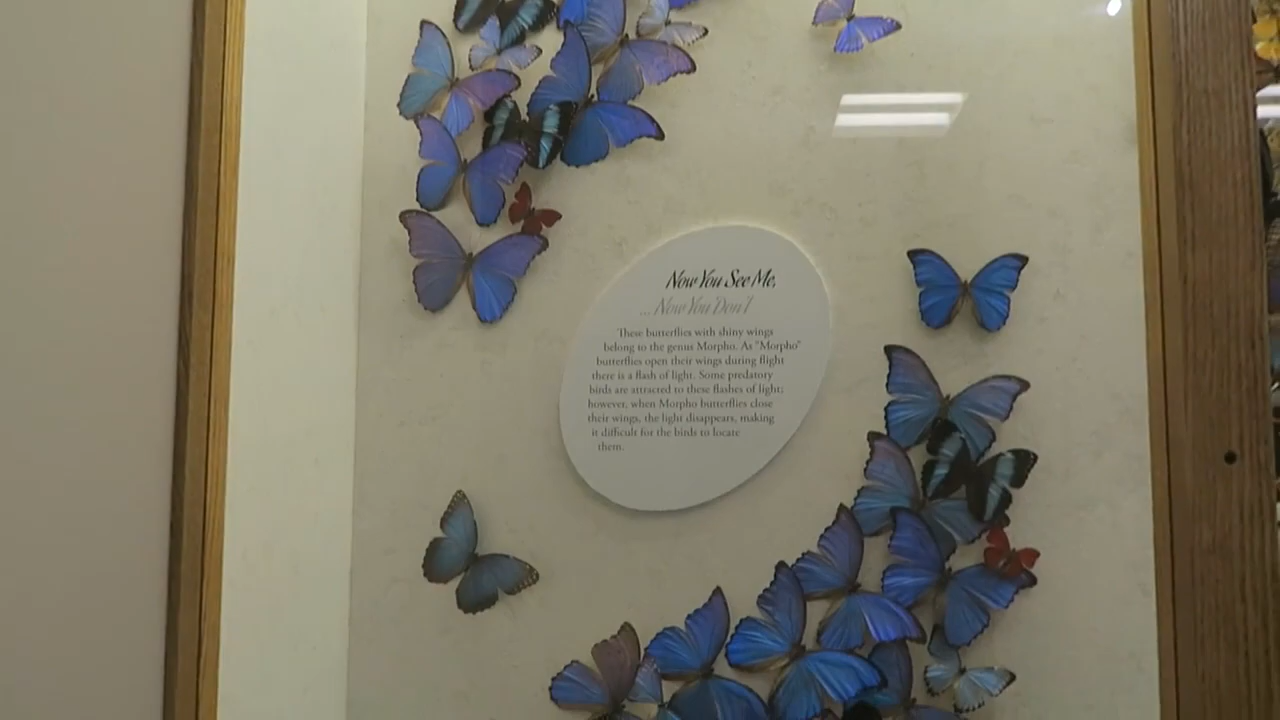 Now You See Me,
... Now You Don't
These butterflies with shiny wings
belong to the genus Morpho. As "Morpho"
butterflies open their wings during flight
there is a flash of light. Some predatory
birds are attracted to these flashes of light;
however, when Morpho butterflies close
their wings, the light disappears, making
it difficult for the birds to locate
them.